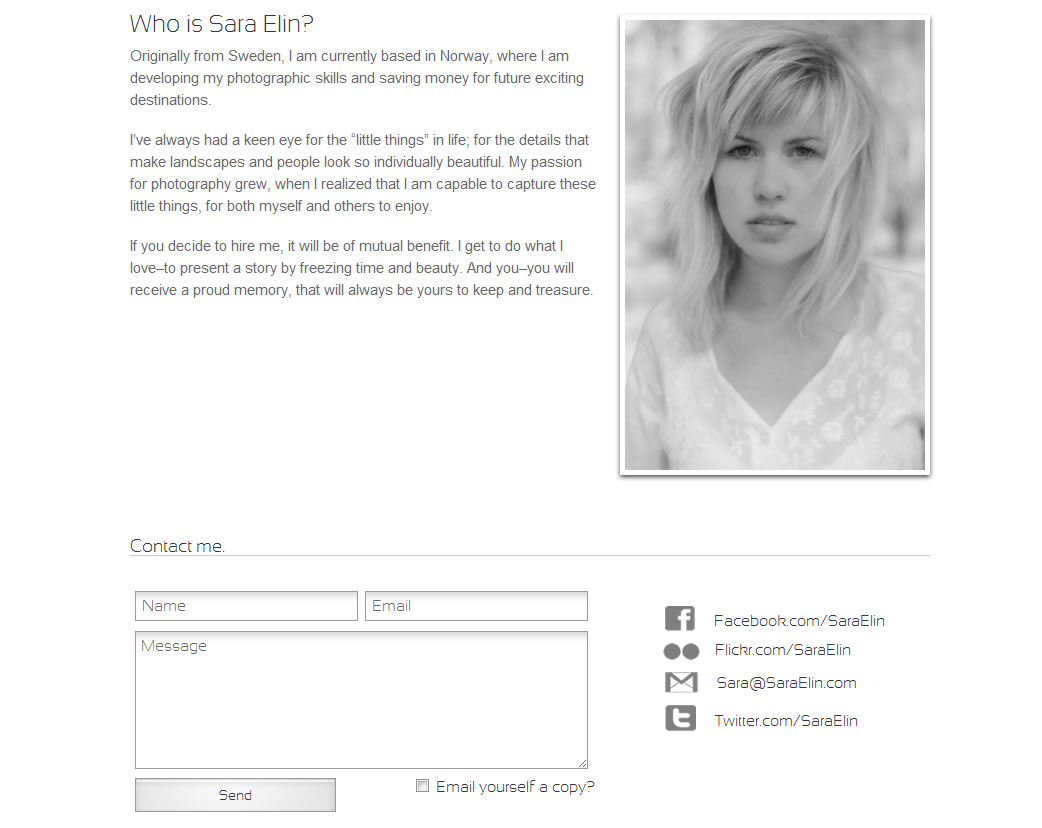 Who is Sara Elin?
Originally from Sweden, I am currently based in Norway, where I am
developing my photographic skills and saving money for future exciting
destinations.
I've always had a keen eye for the “little things” in life; for the details that
make landscapes and people look so individually beautiful. My passion
for photography grew, when I realized that I am capable to capture these
little things, for both myself and others to enjoy.
If you decide to hire me, it will be of mutual benefit. I get to do what I
love–to present a story by freezing time and beauty. And you–you will
receive a proud memory, that will always be yours to keep and treasure.
Contact me.
Name
Email
Message
Send
Email yourself a copy?
Facebook.com/SaraElin
Flickr.com/SaraElin
Sara@SaraElin.com
Twitter.com/SaraElin